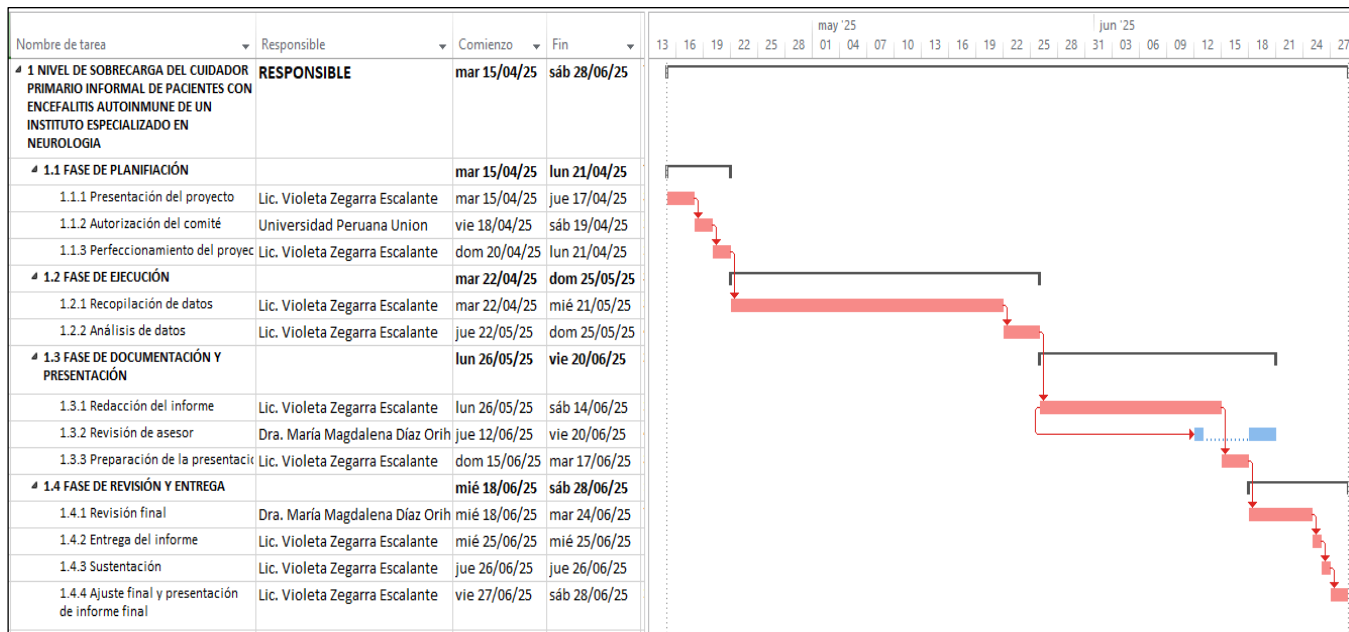 may '25 jun '25
Nombre de tarea Responsible Comienzo Fin 13 16 19 22 25 28 01 04 07 10 13 16 19 22 25 28 31 03 06 09 12 15 18 21 24 27
1 NIVEL DE SOBRECARGA DEL CUIDADOR RESPONSIBLE mar 15/04/25 sáb 28/06/25
PRIMARIO INFORMAL DE PACIENTES CON
ENCEFALITIS AUTOINMUNE DE UN
INSTITUTO ESPECIALIZADO EN
NEUROLOGIA
1.1 FASE DE PLANIFIACIÓN mar 15/04/25 lun 21/04/25
1.1.1 Presentación del proyecto Lic. Violeta Zegarra Escalante mar 15/04/25 jue 17/04/25
1.1.2 Autorización del comité Universidad Peruana Union vie 18/04/25 sáb 19/04/25
1.1.3 Perfeccionamiento del proyec Lic. Violeta Zegarra Escalante dom 20/04/25 lun 21/04/25
1.2 FASE DE EJECUCIÓN mar 22/04/25 dom 25/05/25
1.2.1 Recopilación de datos Lic. Violeta Zegarra Escalante mar 22/04/25 mié 21/05/25
1.2.2 Análisis de datos Lic. Violeta Zegarra Escalante jue 22/05/25 dom 25/05/25
1.3 FASE DE DOCUMENTACIÓN Y lun 26/05/25 vie 20/06/25
PRESENTACIÓN
1.3.1 Redacción del informe Lic. Violeta Zegarra Escalante lun 26/05/25 sáb 14/06/25
1.3.2 Revisión de asesor Dra. María Magdalena Díaz Orih jue 12/06/25 vie 20/06/25
1.3.3 Preparación de la presentació Lic. Violeta Zegarra Escalante dom 15/06/25 mar 17/06/25
1.4 FASE DE REVISIÓN Y ENTREGA mié 18/06/25 sáb 28/06/25
1.4.1 Revisión final Dra. María Magdalena Díaz Orih mié 18/06/25 mar 24/06/25
1.4.2 Entrega del informe Lic. Violeta Zegarra Escalante mié 25/06/25 mié 25/06/25
1.4.3 Sustentación Lic. Violeta Zegarra Escalante jue 26/06/25 jue 26/06/25
1.4.4 Ajuste final y presentación Lic. Violeta Zegarra Escalante vie 27/06/25 sáb 28/06/25
de informe final